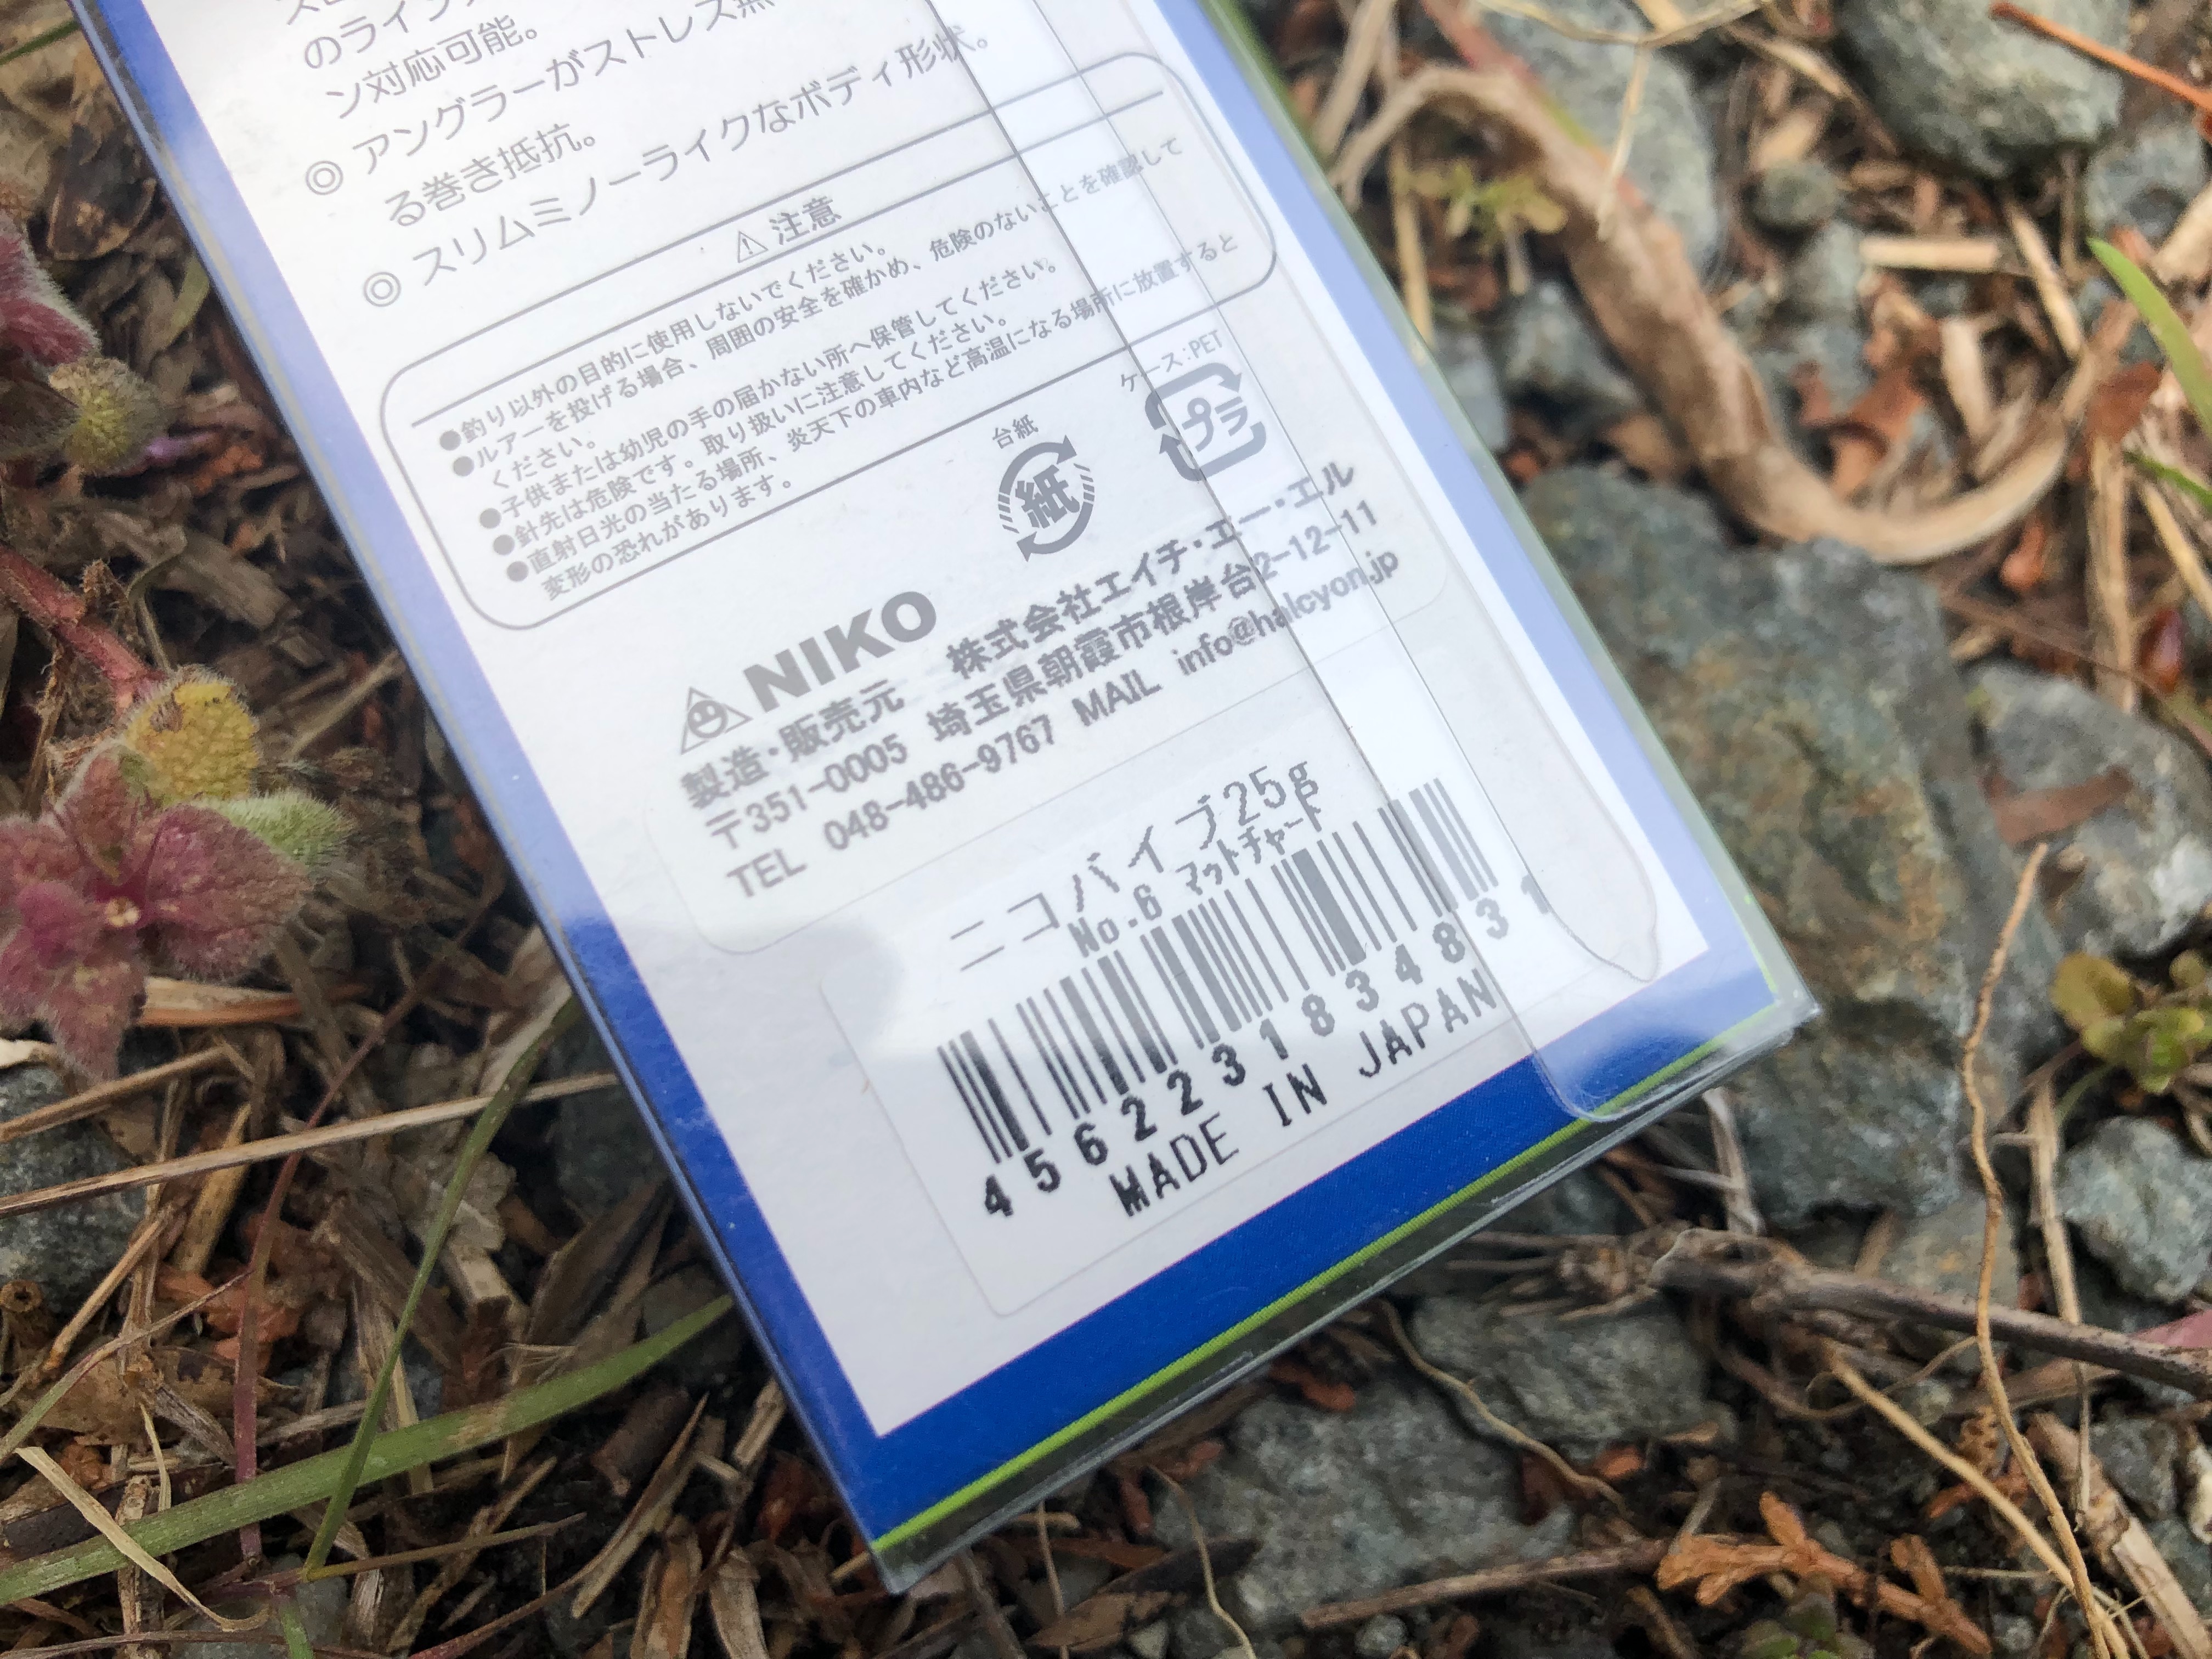 のライン
ン対応可能。
◎ アングラーがストレス無
る巻き抵抗。
◎ スリムミノーライクなボディ形状。
⚠ 注意
●釣り以外の目的に使用しないでください。
●ルアーを投げる場合、周囲の安全を確かめ、危険のないことを確認して
ください。
●子供または幼児の手の届かない所へ保管してください。
●針先は危険です。取り扱いに注意してください。
●直射日光の当たる場所、炎天下の車内など高温になる場所に放置すると
変形の恐れがあります。
台紙
紙
ケース:PET
プラ
NIKO
製造・販売元 株式会社エイチ・エー・エル
〒351-0005 埼玉県朝霞市根岸台2-12-11
TEL 048-486-9767 MAIL info@halcyon.jp
ニコバイブ25g
No.6 マットチャート
4562231834831
MADE IN JAPAN